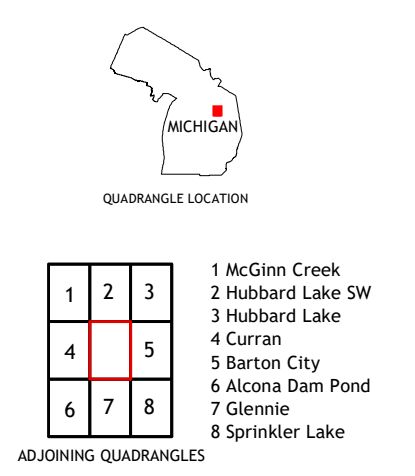 MICHIGAN
QUADRANGLE LOCATION
1 2 3
4 5
6 7 8
1 McGinn Creek
2 Hubbard Lake SW
3 Hubbard Lake
4 Curran
5 Barton City
6 Alcona Dam Pond
7 Glennie
8 Sprinkler Lake
ADJOINING QUADRANGLES